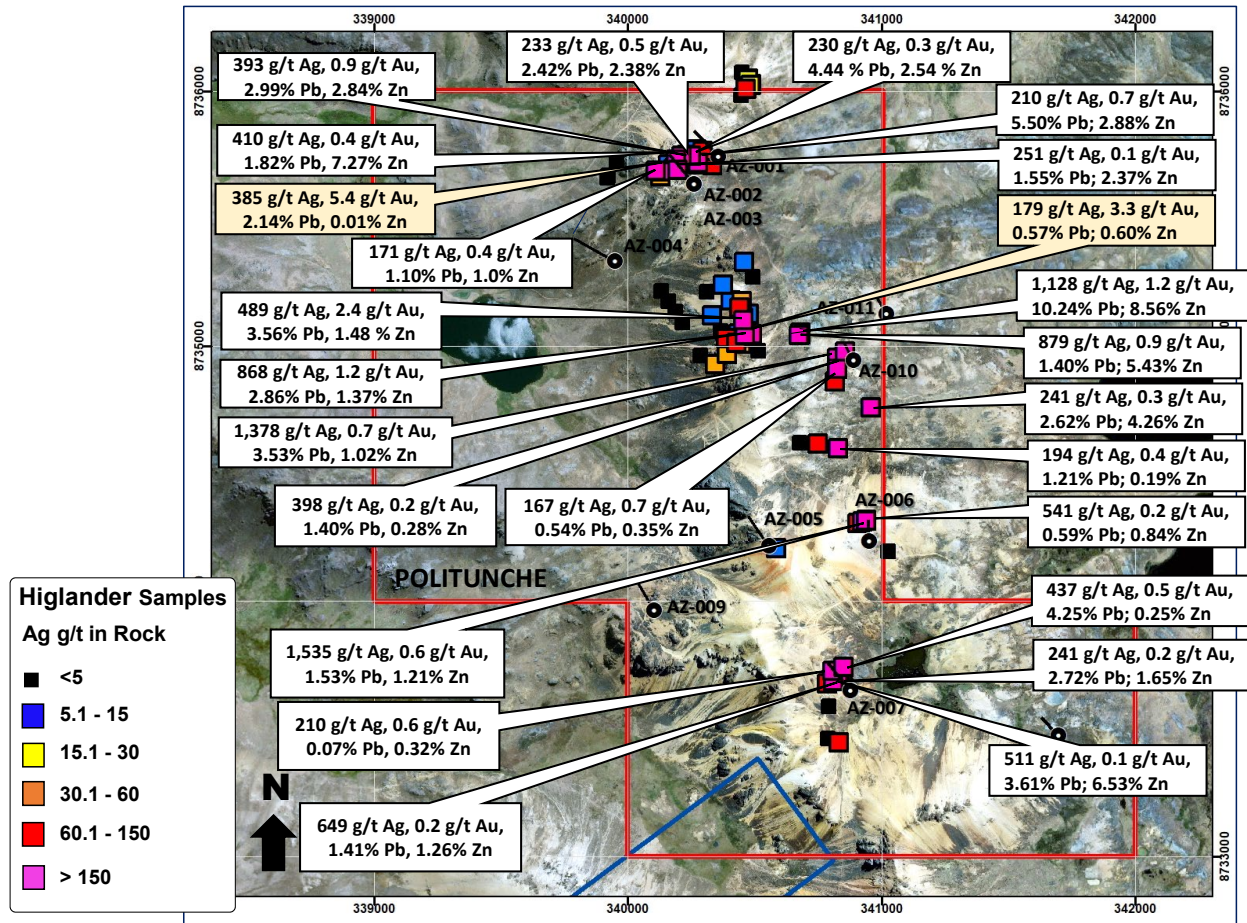 339000
340000
341000
342000
8736000
8736000
233 g/t Ag, 0.5 g/t Au,
2.42% Pb, 2.38% Zn
230 g/t Ag, 0.3 g/t Au,
4.44 % Pb, 2.54 % Zn
393 g/t Ag, 0.9 g/t Au,
2.99% Pb, 2.84% Zn
210 g/t Ag, 0.7 g/t Au,
5.50% Pb; 2.88% Zn
410 g/t Ag, 0.4 g/t Au,
1.82% Pb, 7.27% Zn
251 g/t Ag, 0.1 g/t Au,
1.55% Pb; 2.37% Zn
AZ-001
AZ-002
AZ-003
385 g/t Ag, 5.4 g/t Au,
2.14% Pb, 0.01% Zn
179 g/t Ag, 3.3 g/t Au,
0.57% Pb; 0.60% Zn
AZ-004
171 g/t Ag, 0.4 g/t Au,
1.10% Pb, 1.0% Zn
1,128 g/t Ag, 1.2 g/t Au,
10.24% Pb; 8.56% Zn
AZ-011
489 g/t Ag, 2.4 g/t Au,
3.56% Pb, 1.48 % Zn
8735000
8735000
879 g/t Ag, 0.9 g/t Au,
1.40% Pb; 5.43% Zn
868 g/t Ag, 1.2 g/t Au,
2.86% Pb, 1.37% Zn
AZ-010
241 g/t Ag, 0.3 g/t Au,
2.62% Pb; 4.26% Zn
1,378 g/t Ag, 0.7 g/t Au,
3.53% Pb, 1.02% Zn
194 g/t Ag, 0.4 g/t Au,
1.21% Pb; 0.19% Zn
398 g/t Ag, 0.2 g/t Au,
1.40% Pb, 0.28% Zn
167 g/t Ag, 0.7 g/t Au,
0.54% Pb, 0.35% Zn
AZ-005
AZ-006
541 g/t Ag, 0.2 g/t Au,
0.59% Pb; 0.84% Zn
POLITUNCHE
AZ-009
437 g/t Ag, 0.5 g/t Au,
4.25% Pb; 0.25% Zn
1,535 g/t Ag, 0.6 g/t Au,
1.53% Pb, 1.21% Zn
241 g/t Ag, 0.2 g/t Au,
2.72% Pb; 1.65% Zn
AZ-007
210 g/t Ag, 0.6 g/t Au,
0.07% Pb, 0.32% Zn
511 g/t Ag, 0.1 g/t Au,
3.61% Pb; 6.53% Zn
649 g/t Ag, 0.2 g/t Au,
1.41% Pb, 1.26% Zn
8733000
N
Higlander Samples
Ag g/t in Rock
<5
5.1 - 15
15.1 - 30
30.1 - 60
60.1 - 150
> 150
339000
340000
341000
342000